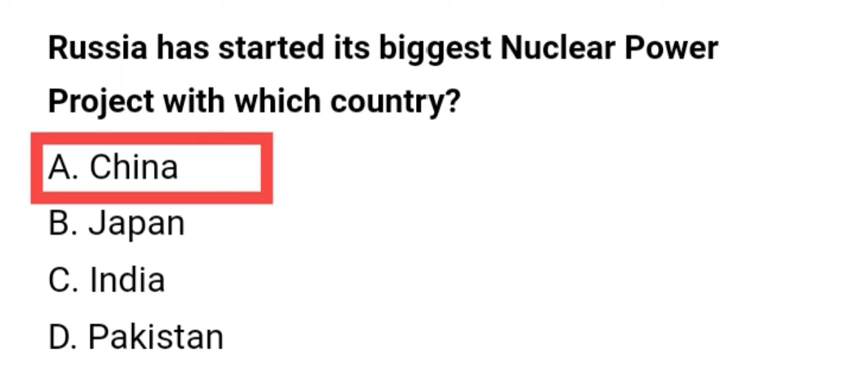 Russia has started its biggest Nuclear Power
Project with which country?
A. China
B. Japan
C. India
D. Pakistan